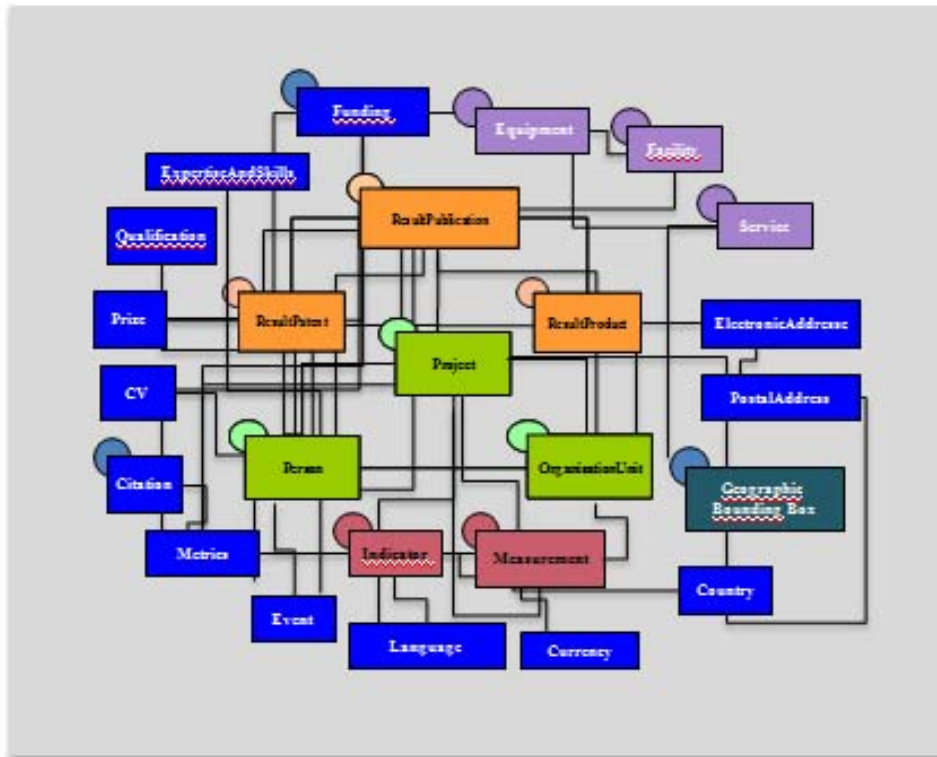 Funding
Equipment
Facility
ExpertiseAndSkills
ResultPublication
Qualification
Service
Prize
ResultPatent
ResultProduct
ElectronicAddresse
Project
CV
PostalAddress
Person
OrganisationUnit
Citation
Geographic
Bounding Box
Metrics
Indicator
Measurement
Country
Event
Language
Currency